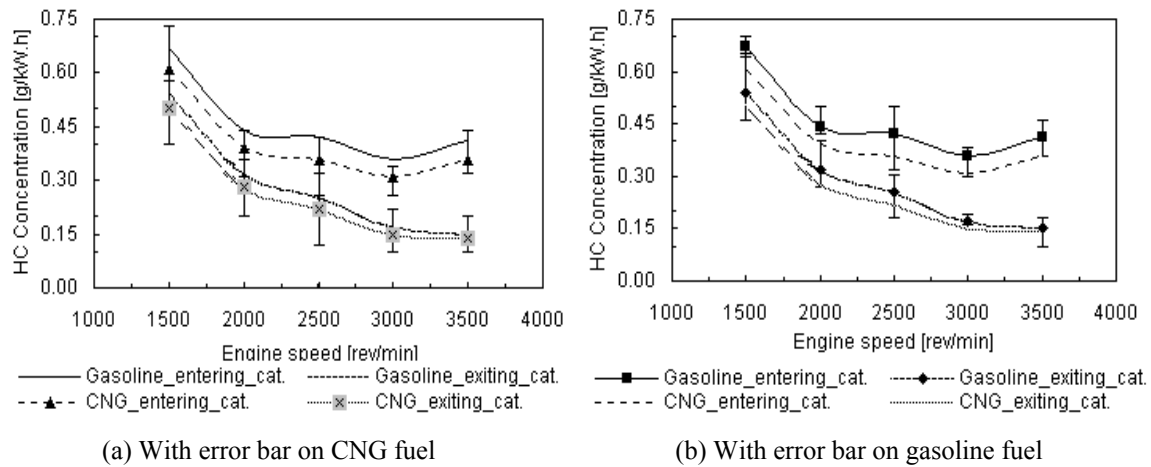 HC Concentration [g/kW.h]
0.75
0.60
0.45
0.30
0.15
0.00
1000 1500 2000 2500 3000 3500 4000
Engine speed [rev/min]
Gasoline_entering_cat. Gasoline_exiting_cat.
CNG_entering_cat. CNG_exiting_cat.
(a) With error bar on CNG fuel
HC Concentration [g/kW.h]
0.75
0.60
0.45
0.30
0.15
0.00
1000 1500 2000 2500 3000 3500 4000
Engine speed [rev/min]
Gasoline_entering_cat. Gasoline_exiting_cat.
CNG_entering_cat. CNG_exiting_cat.
(b) With error bar on gasoline fuel